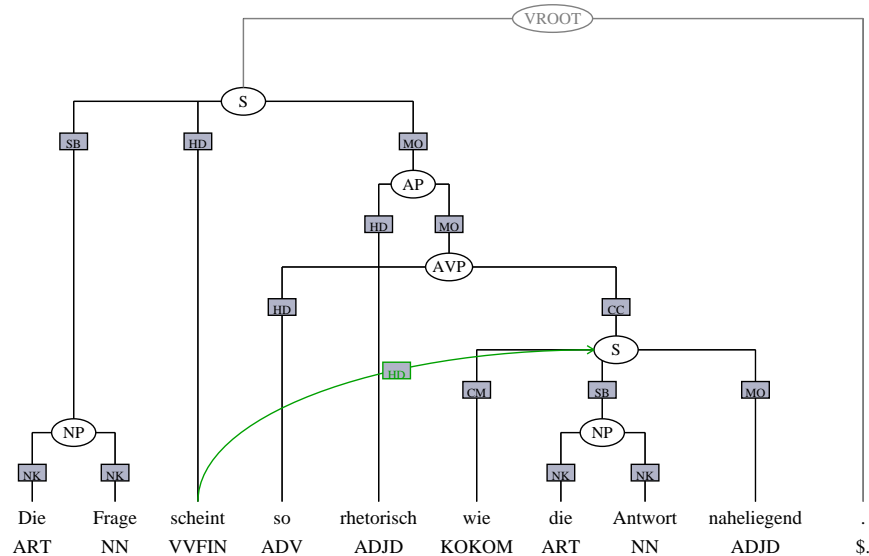 VROOT
S
SB HD MO
AP
HD MO
AVP
HD CC
S
HD
CM SB MO
NP NP
NK NK NK NK
Die Frage scheint so rhetorisch wie die Antwort naheliegend .
ART NN VVFIN ADV ADJD KOKOM ART NN ADJD $.